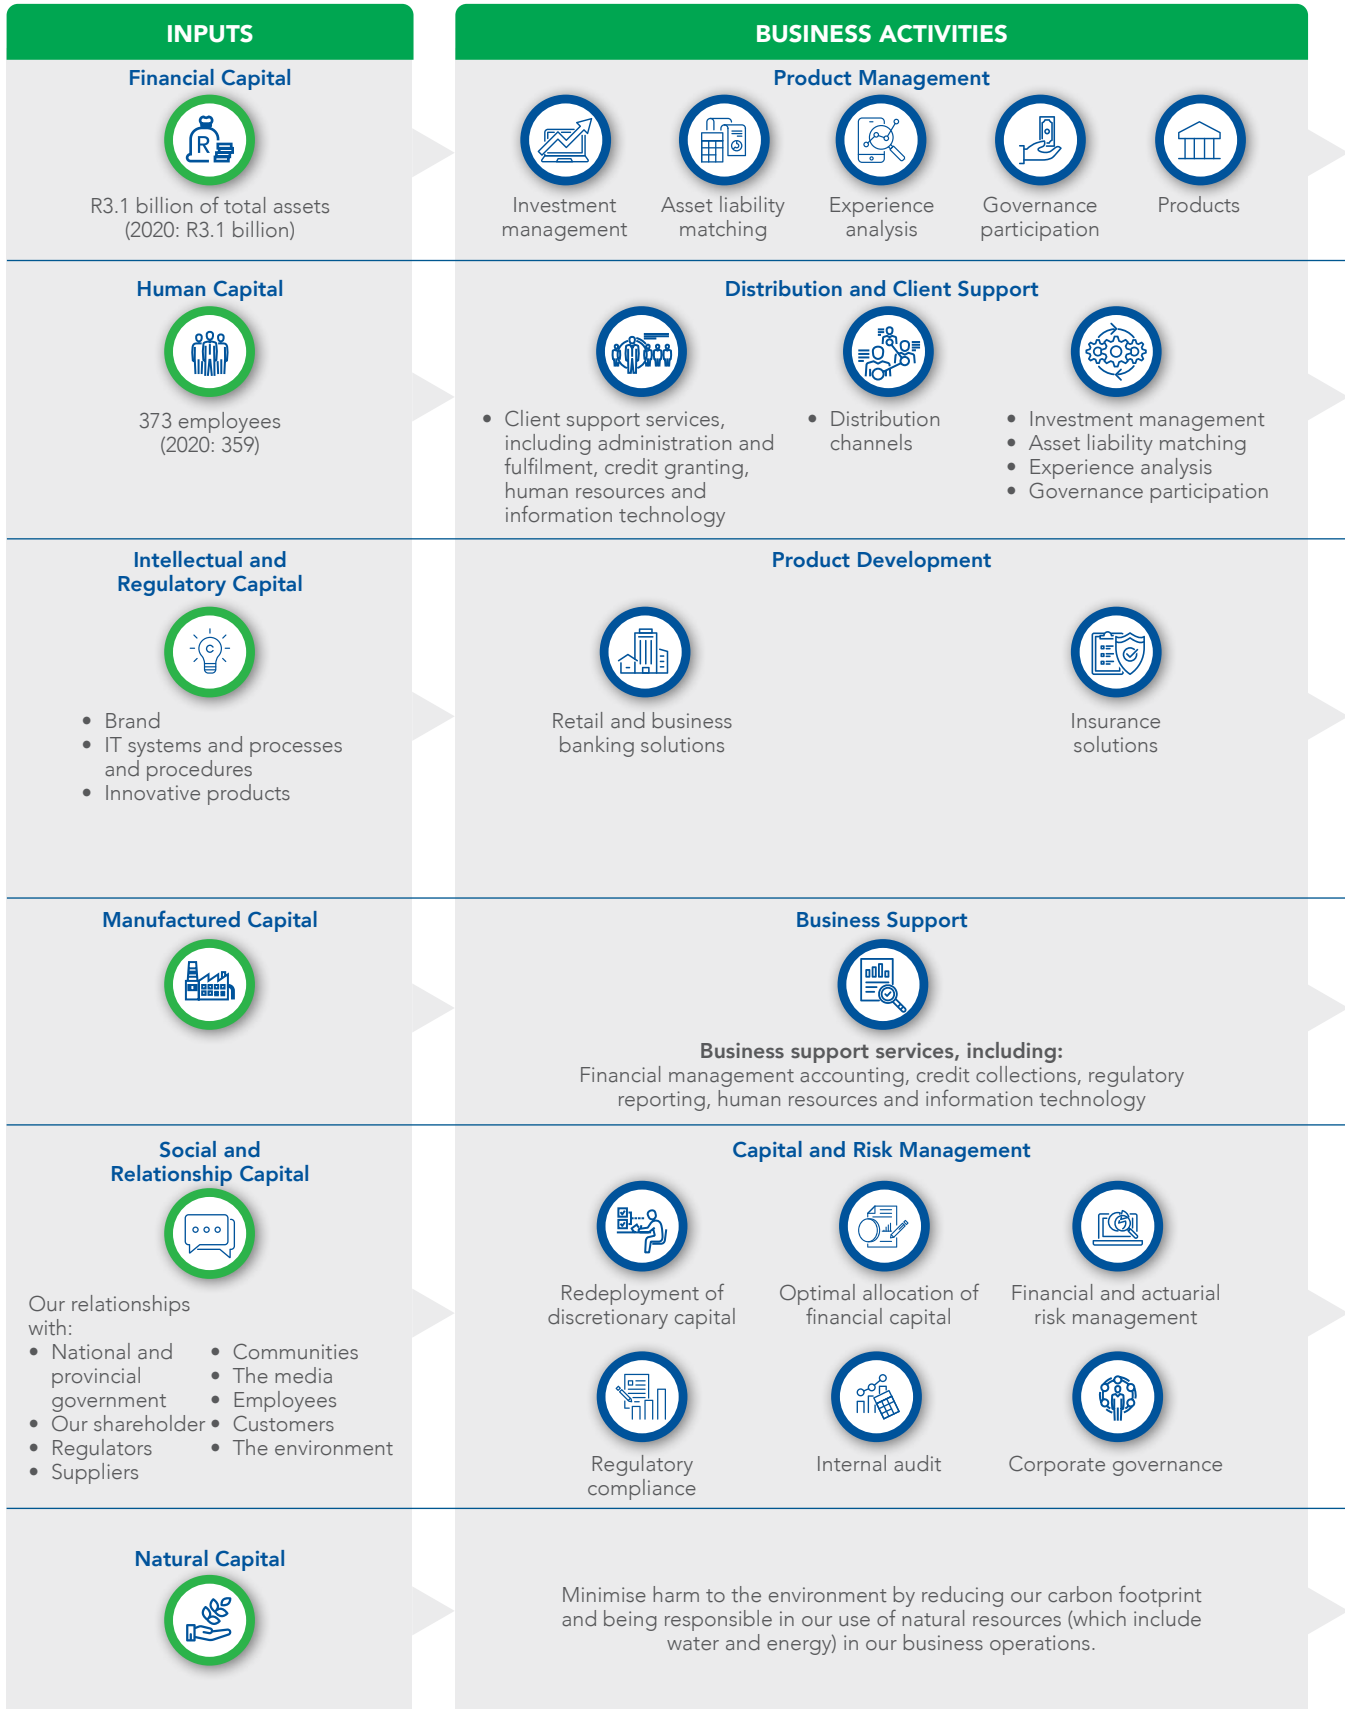 INPUTS
BUSINESS ACTIVITIES
Financial Capital
R
R3.1 billion of total assets
(2020: R3.1 billion)
Product Management
Investment
management
Asset liability
matching
Experience
analysis
Governance
participation
Products
Human Capital
373 employees
(2020: 359)
Distribution and Client Support
• Client support services,
including administration and
fulfilment, credit granting,
human resources and
information technology
• Distribution
channels
• Investment management
• Asset liability matching
• Experience analysis
• Governance participation
Intellectual and
Regulatory Capital
C
• Brand
• IT systems and processes
and procedures
• Innovative products
Product Development
Retail and business
banking solutions
Insurance
solutions
Manufactured Capital
Business Support
Business support services, including:
Financial management accounting, credit collections, regulatory
reporting, human resources and information technology
Social and
Relationship Capital
Our relationships
with:
• National and
provincial
government
• Our shareholder
• Regulators
• Suppliers
• Communities
• The media
• Employees
• Customers
• The environment
Capital and Risk Management
Redeployment of
discretionary capital
Optimal allocation of
financial capital
Financial and actuarial
risk management
Regulatory
compliance
Internal audit
Corporate governance
Natural Capital
Minimise harm to the environment by reducing our carbon footprint
and being responsible in our use of natural resources (which include
water and energy) in our business operations.